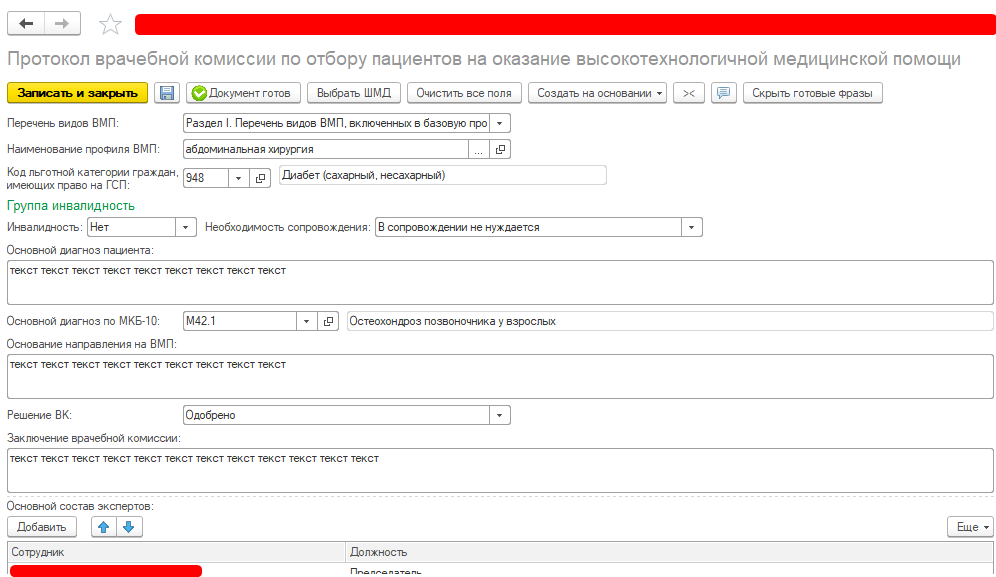 Протокол врачебной комиссии по отбору пациентов на оказание высокотехнологичной медицинской помощи
Записать и закрыть Документ готов Выбрать ШМД Очистить все поля Создать на основании >< Скрыть готовые фразы
Перечень видов ВМП: Раздел I. Перечень видов ВМП, включенных в базовую про
Наименование профиля ВМП: абдоминальная хирургия ...
Код льготной категории граждан,
имеющих право на ГСП: 948 Диабет (сахарный, несахарный)
Группа инвалидность
Инвалидность: Нет Необходимость сопровождения: В сопровождении не нуждается
Основной диагноз пациента:
текст текст текст текст текст текст текст текст текст
Основной диагноз по МКБ-10: M42.1 Остеохондроз позвоночника у взрослых
Основание направления на ВМП:
текст текст текст текст текст текст текст текст текст
Решение ВК: Одобрено
Заключение врачебной комиссии:
текст текст текст текст текст текст текст текст текст текст текст текст
Основной состав экспертов:
Добавить Еще
Сотрудник Должность
Председатель